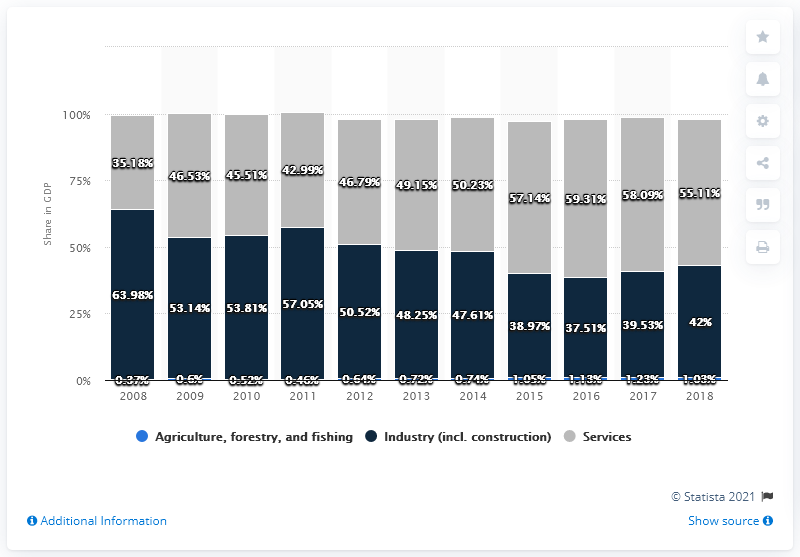 Share in GDP
100%
75%
50%
25%
0%
35.18% 46.53% 45.51% 42.99% 46.79% 49.15% 50.23% 57.14% 59.31% 58.09% 55.11%
63.98% 53.14% 53.81% 57.05% 50.52% 48.25% 47.61% 38.97% 37.51% 39.53% 42%
0.37% 0.6% 0.52% 0.46% 0.64% 0.72% 0.74% 1.05% 1.13% 1.23% 1.03%
2008 2009 2010 2011 2012 2013 2014 2015 2016 2017 2018
Agriculture, forestry, and fishing Industry (incl. construction) Services
© Statista 2021
Additional Information Show source